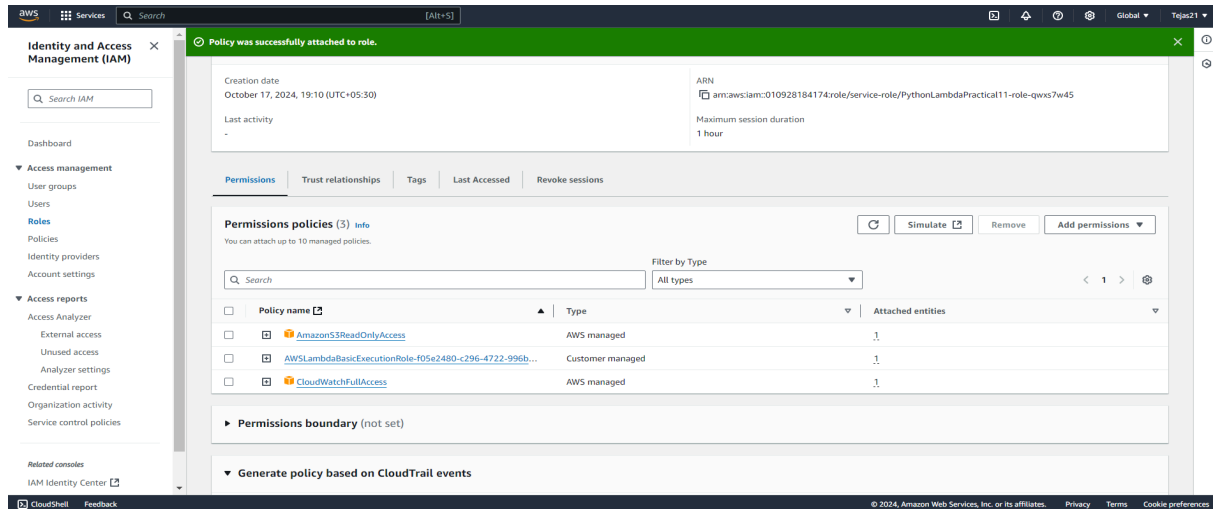 aws Services Search [Alt+S] Global Tejas21
Identity and Access Management (IAM)
Search IAM
Dashboard
Access management
User groups
Users
Roles
Policies
Identity providers
Account settings
Access reports
Access Analyzer
External access
Unused access
Analyzer settings
Credential report
Organization activity
Service control policies
Related consoles
IAM Identity Center
Policy was successfully attached to role.
Creation date
October 17, 2024, 19:10 (UTC+05:30)
Last activity
-
ARN
arn:aws:iam::010928184174:role/service-role/PythonLambdaPractical11-role-qwxs7w45
Maximum session duration
1 hour
Permissions Trust relationships Tags Last Accessed Revoke sessions
Permissions policies (3) Info
You can attach up to 10 managed policies.
Simulate Remove Add permissions
Filter by Type
Search All types 1
Policy name Type Attached entities
AmazonS3ReadOnlyAccess AWS managed 1
AWSLambdaBasicExecutionRole-f05e2480-c296-4722-996b... Customer managed 1
CloudWatchFullAccess AWS managed 1
Permissions boundary (not set)
Generate policy based on CloudTrail events
CloudShell Feedback © 2024, Amazon Web Services, Inc. or its affiliates. Privacy Terms Cookie preferences